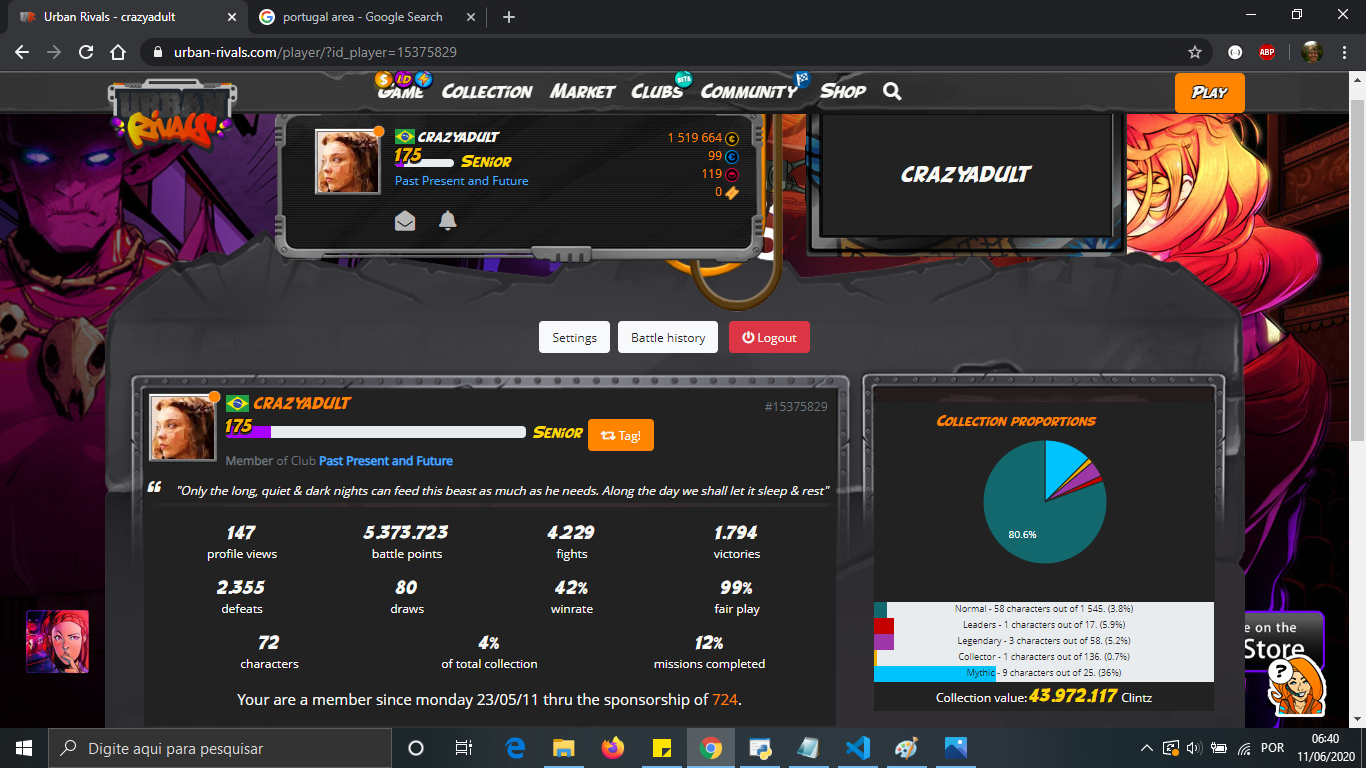 Urban Rivals - crazyadult
portugal area - Google Search
urban-rivals.com/player/?id_player=15375829
ABP
URBAN RIVALS
GAME
COLLECTION
MARKET
CLUBS
BETA
COMMUNITY
SHOP
PLAY
CRAZYADULT
175 SENIOR
Past Present and Future
1 519 664
99
119
0
CRAZYADULT
Settings
Battle history
Logout
CRAZYADULT
#15375829
175 SENIOR
Tag!
Member of Club Past Present and Future
"Only the long, quiet & dark nights can feed this beast as much as he needs. Along the day we shall let it sleep & rest"
147 5.373.723 4.229 1.794
profile views battle points fights victories
2.355 80 42% 99%
defeats draws winrate fair play
72 4% 12%
characters of total collection missions completed
Your are a member since monday 23/05/11 thru the sponsorship of 724.
COLLECTION PROPORTIONS
80.6%
Normal - 58 characters out of 1 545. (3.8%)
Leaders - 1 characters out of 17. (5.9%)
Legendary - 3 characters out of 58. (5.2%)
Collector - 1 characters out of 136. (0.7%)
Mythic - 9 characters out of 25. (36%)
Collection value: 43.972.117 Clintz
e on the
Store
?
Digite aqui para pesquisar
POR
06:40
11/06/2020